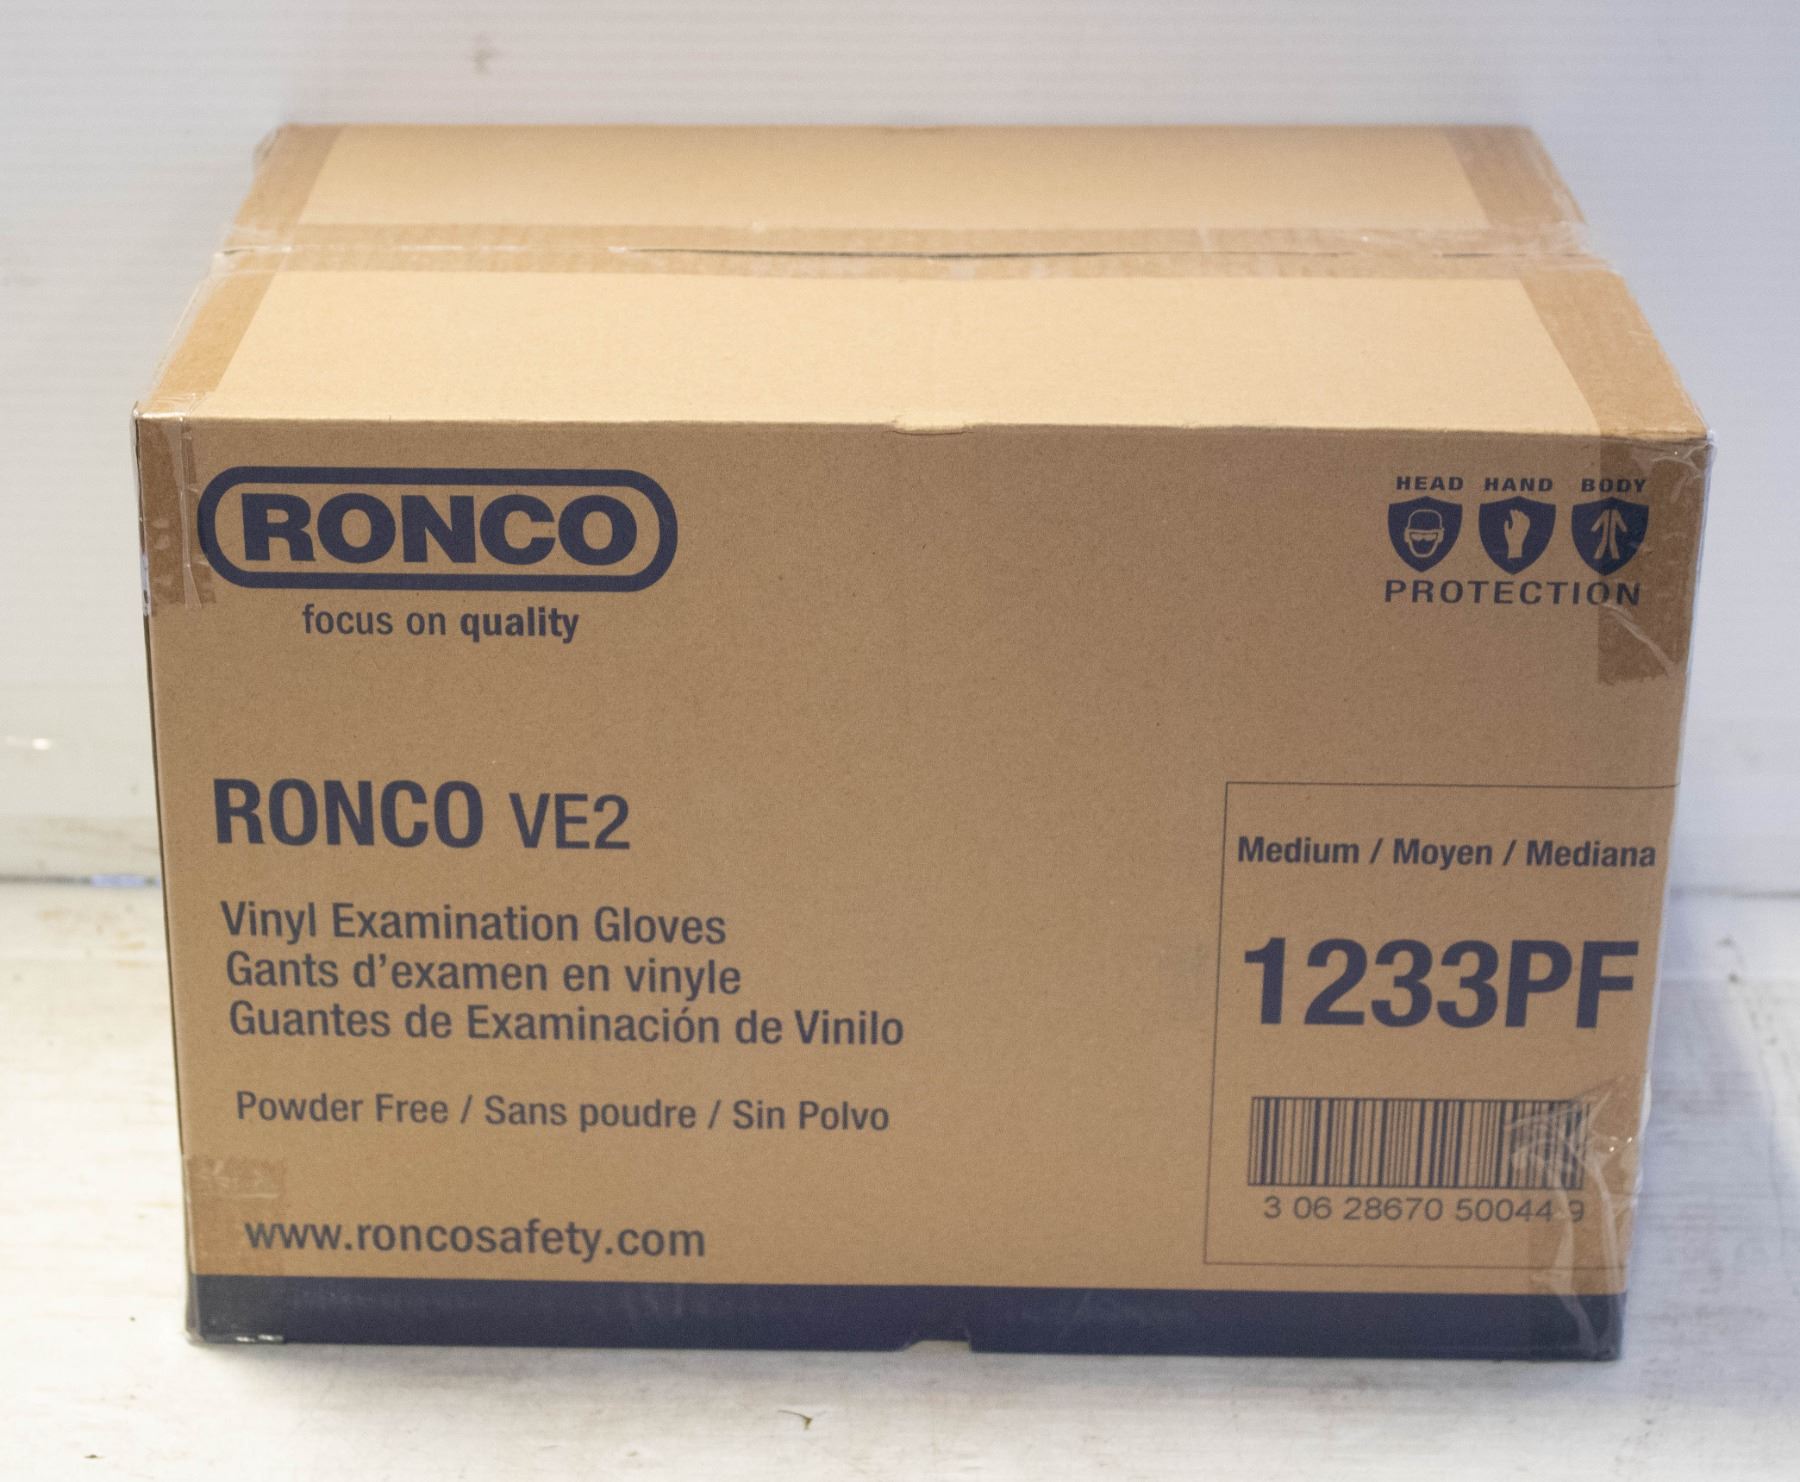 RONCO
focus on quality
HEAD HAND BODY
PROTECTION
RONCO VE2
Vinyl Examination Gloves
Gants d'examen en vinyle
Guantes de Examinación de Vinilo
Powder Free / Sans poudre / Sin Polvo
www.roncosafety.com
Medium / Moyen / Mediana
1233PF
3 06 28670 50044 9